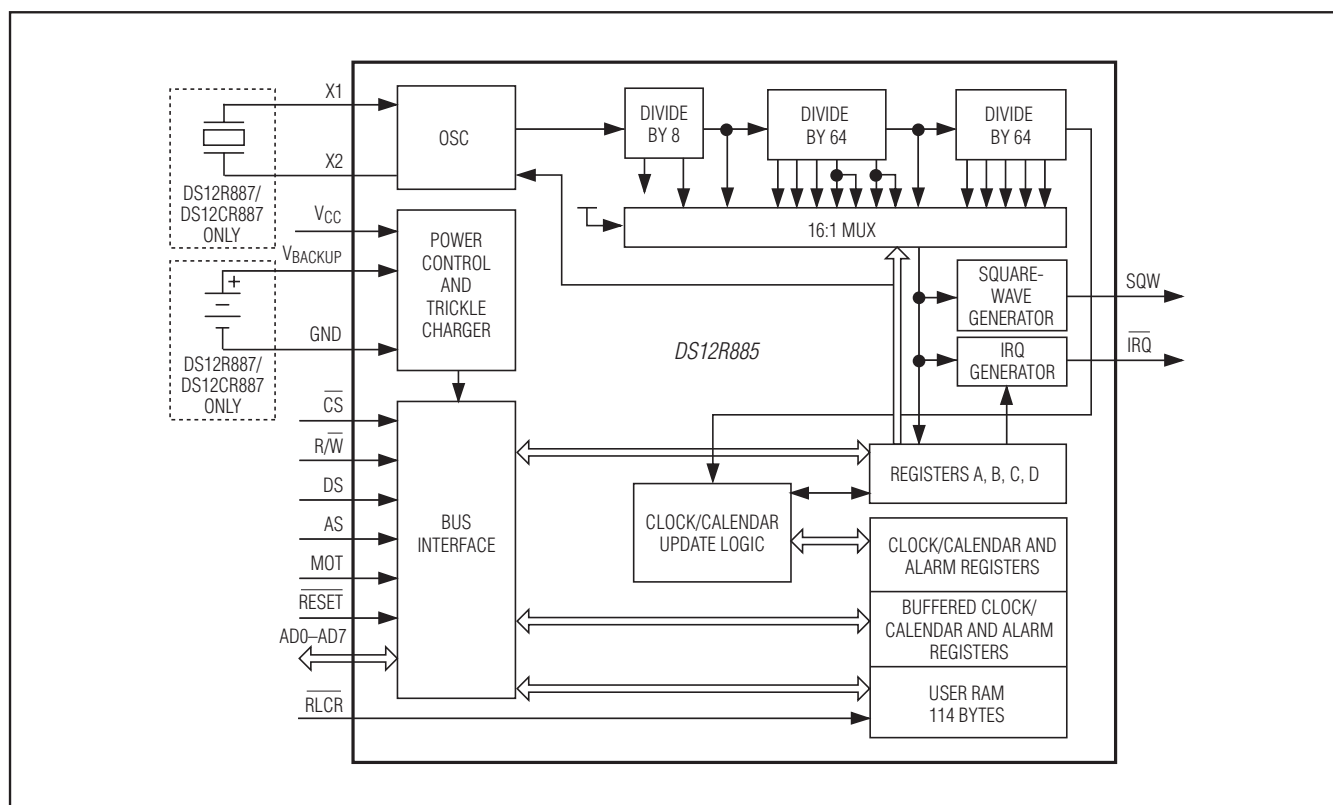 X1
X2
DS12R887/
DS12CR887
ONLY
VCC
VBACKUP
+
GND
DS12R887/
DS12CR887
ONLY
CS
R/W
DS
AS
MOT
RESET
AD0–AD7
RLCR
OSC
POWER
CONTROL
AND
TRICKLE
CHARGER
BUS
INTERFACE
DIVIDE
BY 8
DIVIDE
BY 64
DIVIDE
BY 64
16:1 MUX
SQUARE-
WAVE
GENERATOR
SQW
IRQ
GENERATOR
IRQ
DS12R885
REGISTERS A, B, C, D
CLOCK/CALENDAR
UPDATE LOGIC
CLOCK/CALENDAR AND
ALARM REGISTERS
BUFFERED CLOCK/
CALENDAR AND ALARM
REGISTERS
USER RAM
114 BYTES